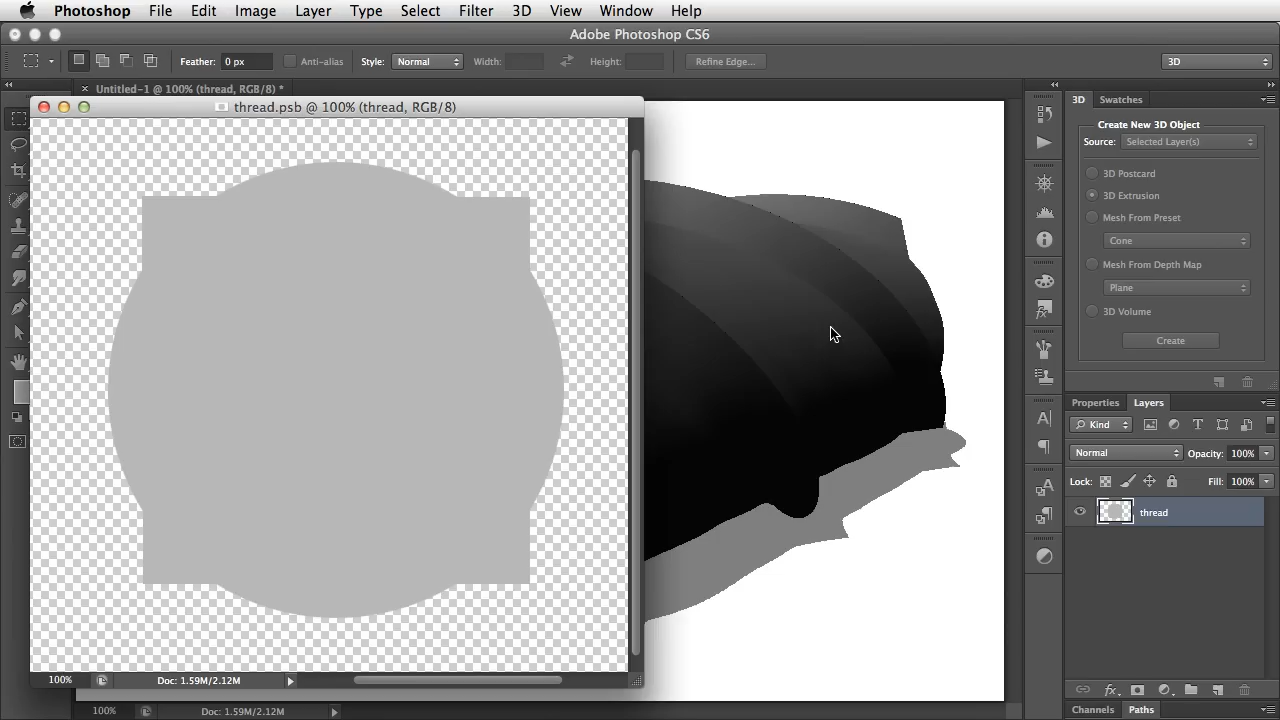 Photoshop File Edit Image Layer Type Select Filter 3D View Window Help
Adobe Photoshop CS6
Feather: 0 px Anti-alias Style: Normal Width: Height: Refine Edge... 3D
Untitled-1 @ 100% (thread, RGB/8) *
thread.psb @ 100% (thread, RGB/8)
3D Swatches
Create New 3D Object
Source: Selected Layer(s)
3D Postcard
3D Extrusion
Mesh From Preset
Cone
Mesh From Depth Map
Plane
3D Volume
Create
Properties Layers
Kind
Normal Opacity: 100%
Lock: Fill: 100%
thread
100% Doc: 1.59M/2.12M
100% Doc: 1.59M/2.12M
Channels Paths